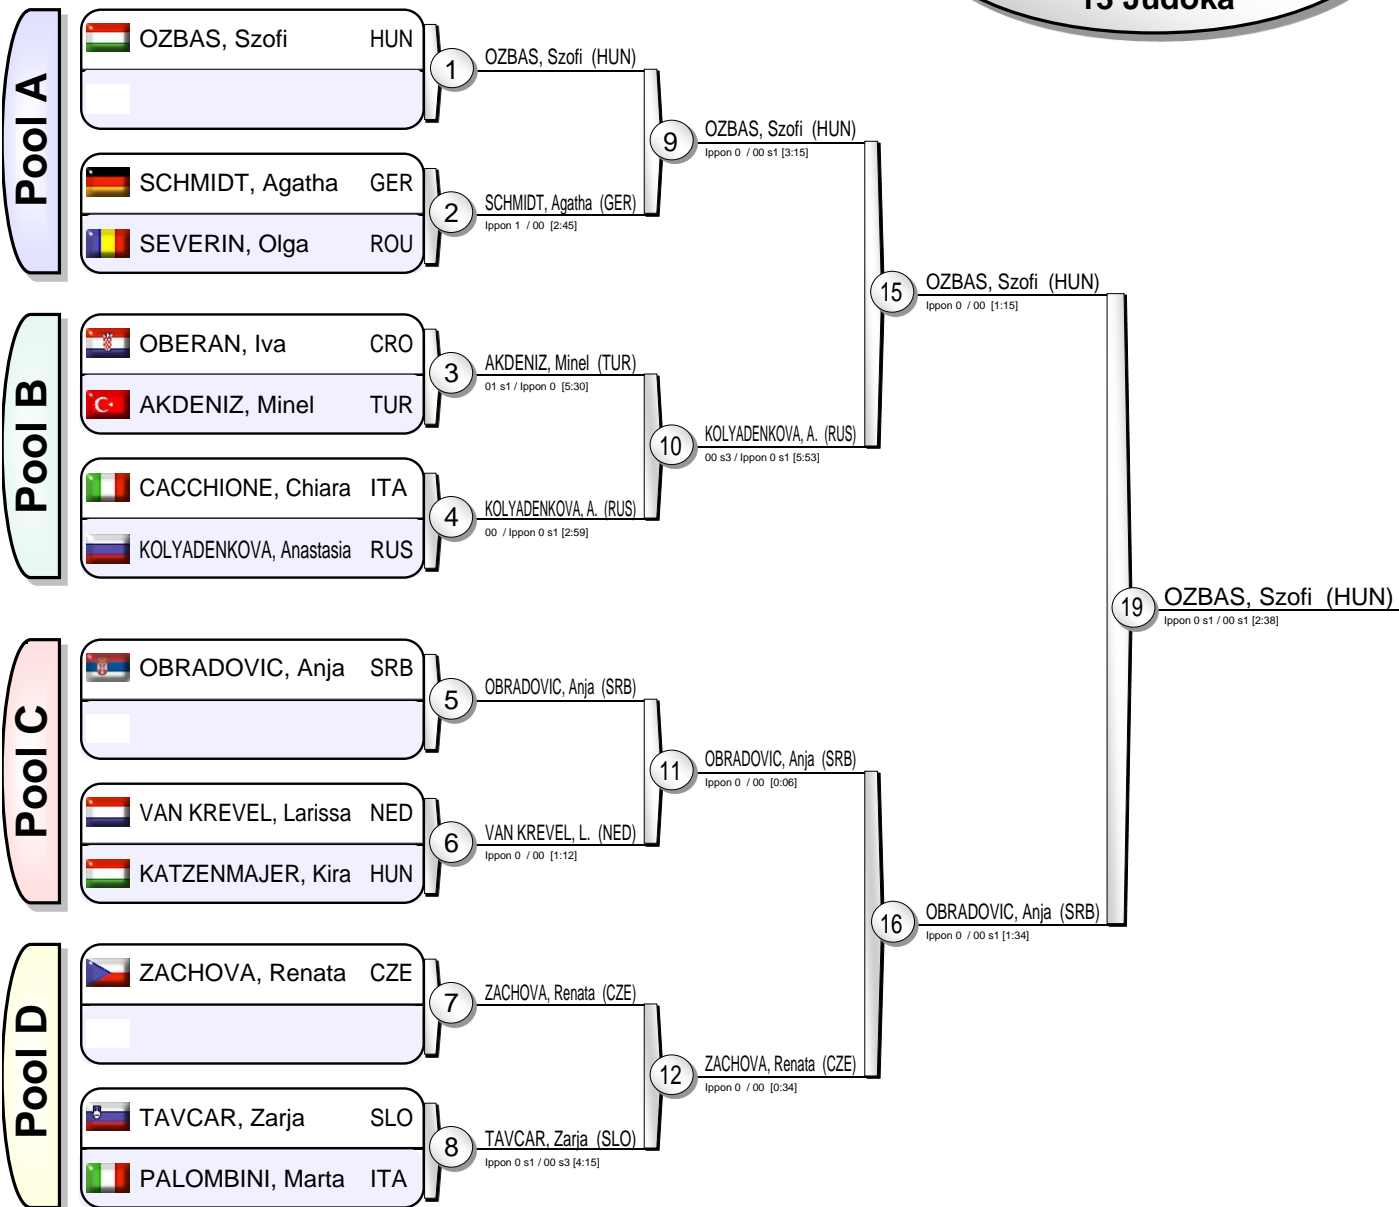 13 Judoka
Pool A
OZBAS, Szofi HUN
SCHMIDT, Agatha GER
SEVERIN, Olga ROU
1
OZBAS, Szofi (HUN)
2
SCHMIDT, Agatha (GER)
Ippon 1 / 00 [2:45]
9
OZBAS, Szofi (HUN)
Ippon 0 / 00 s1 [3:15]
Pool B
OBERAN, Iva CRO
AKDENIZ, Minel TUR
CACCHIONE, Chiara ITA
KOLYADENKOVA, Anastasia RUS
3
AKDENIZ, Minel (TUR)
01 s1 / Ippon 0 [5:30]
4
KOLYADENKOVA, A. (RUS)
00 / Ippon 0 s1 [2:59]
10
KOLYADENKOVA, A. (RUS)
00 s3 / Ippon 0 s1 [5:53]
15
OZBAS, Szofi (HUN)
Ippon 0 / 00 [1:15]
Pool C
OBRADOVIC, Anja SRB
VAN KREVEL, Larissa NED
KATZENMAJER, Kira HUN
5
OBRADOVIC, Anja (SRB)
6
VAN KREVEL, L. (NED)
Ippon 0 / 00 [1:12]
11
OBRADOVIC, Anja (SRB)
Ippon 0 / 00 [0:06]
Pool D
ZACHOVA, Renata CZE
TAVCAR, Zarja SLO
PALOMBINI, Marta ITA
7
ZACHOVA, Renata (CZE)
8
TAVCAR, Zarja (SLO)
Ippon 0 s1 / 00 s3 [4:15]
12
ZACHOVA, Renata (CZE)
Ippon 0 / 00 [0:34]
16
OBRADOVIC, Anja (SRB)
Ippon 0 / 00 s1 [1:34]
19
OZBAS, Szofi (HUN)
Ippon 0 s1 / 00 s1 [2:38]